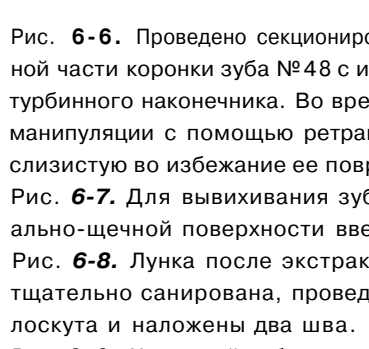 Рис. 6-6. Проведено секциониро
ной части коронки зуба №48 с и
турбинного наконечника. Во вре
манипуляции с помощью ретра
слизистую во избежание ее пов
Рис. 6-7. Для вывихивания зуб
ально-щечной поверхности вве
Рис. 6-8. Лунка после экстрак
тщательно санирована, провед
лоскута и наложены два шва.